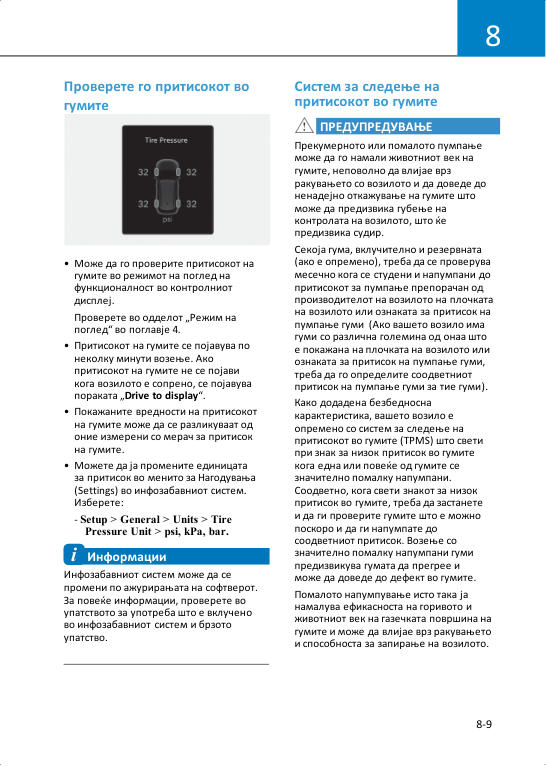 8
Проверете го притисокот во
гумите
Tire Pressure
32 32
32 32
psi
• Може да го проверите притисокот на
гумите во режимот на поглед на
функционалност во контролниот
дисплеј.
Проверете во одделот „Режим на
поглед“ во поглавје 4.
• Притисокот на гумите се појавува по
неколку минути возење. Ако
притисокот на гумите не се појави
кога возилото е сопрено, се појавува
пораката „Drive to display“.
• Покажаните вредности на притисокот
на гумите може да се разликуваат од
оние измерени со мерач за притисок
на гумите.
• Можете да ја промените единицата
за притисок во менито за Нагодувања
(Settings) во инфозабавниот систем.
Изберете:
- Setup > General > Units > Tire
Pressure Unit > psi, kPa, bar.
i Информации
Инфозабавниот систем може да се
промени по ажурирањата на софтверот.
За повеќе информации, проверете во
упатството за употреба што е вклучено
во инфозабавниот систем и брзото
упатство.
Систем за следење на
притисокот во гумите
ПРЕДУПРЕДУВАЊЕ
Прекумерното или помалото пумпање
може да го намали животниот век на
гумите, неповолно да влијае врз
ракувањето со возилото и да доведе до
ненадејно откажување на гумите што
може да предизвика губење на
контролата на возилото, што ќе
предизвика судир.
Секоја гума, вклучително и резервната
(ако е опремено), треба да се проверува
месечно кога се студени и напумпани до
притисокот за пумпање препорачан од
производителот на возилото на плочката
на возилото или ознаката за притисок на
пумпање гуми (Ако вашето возило има
гуми со различна големина од онаа што
е покажана на плочката на возилото или
ознаката за притисок на пумпање гуми,
треба да го определите соодветниот
притисок на пумпање гуми за тие гуми).
Како додадена безбедносна
карактеристика, вашето возило е
опремено со систем за следење на
притисокот во гумите (TPMS) што свети
при знак за низок притисок во гумите
кога една или повеќе од гумите се
значително помалку напумпани.
Соодветно, кога свети знакот за низок
притисок во гумите, треба да застанете
и да ги проверите гумите што е можно
поскоро и да ги напумпате до
соодветниот притисок. Возење со
значително помалку напумпани гуми
предизвикува гумата да прегрее и
може да доведе до дефект во гумите.
Помалото напумпување исто така ја
намалува ефикасноста на горивото и
животниот век на газечката површина на
гумите и може да влијае врз ракувањето
и способноста за запирање на возилото.
8-9